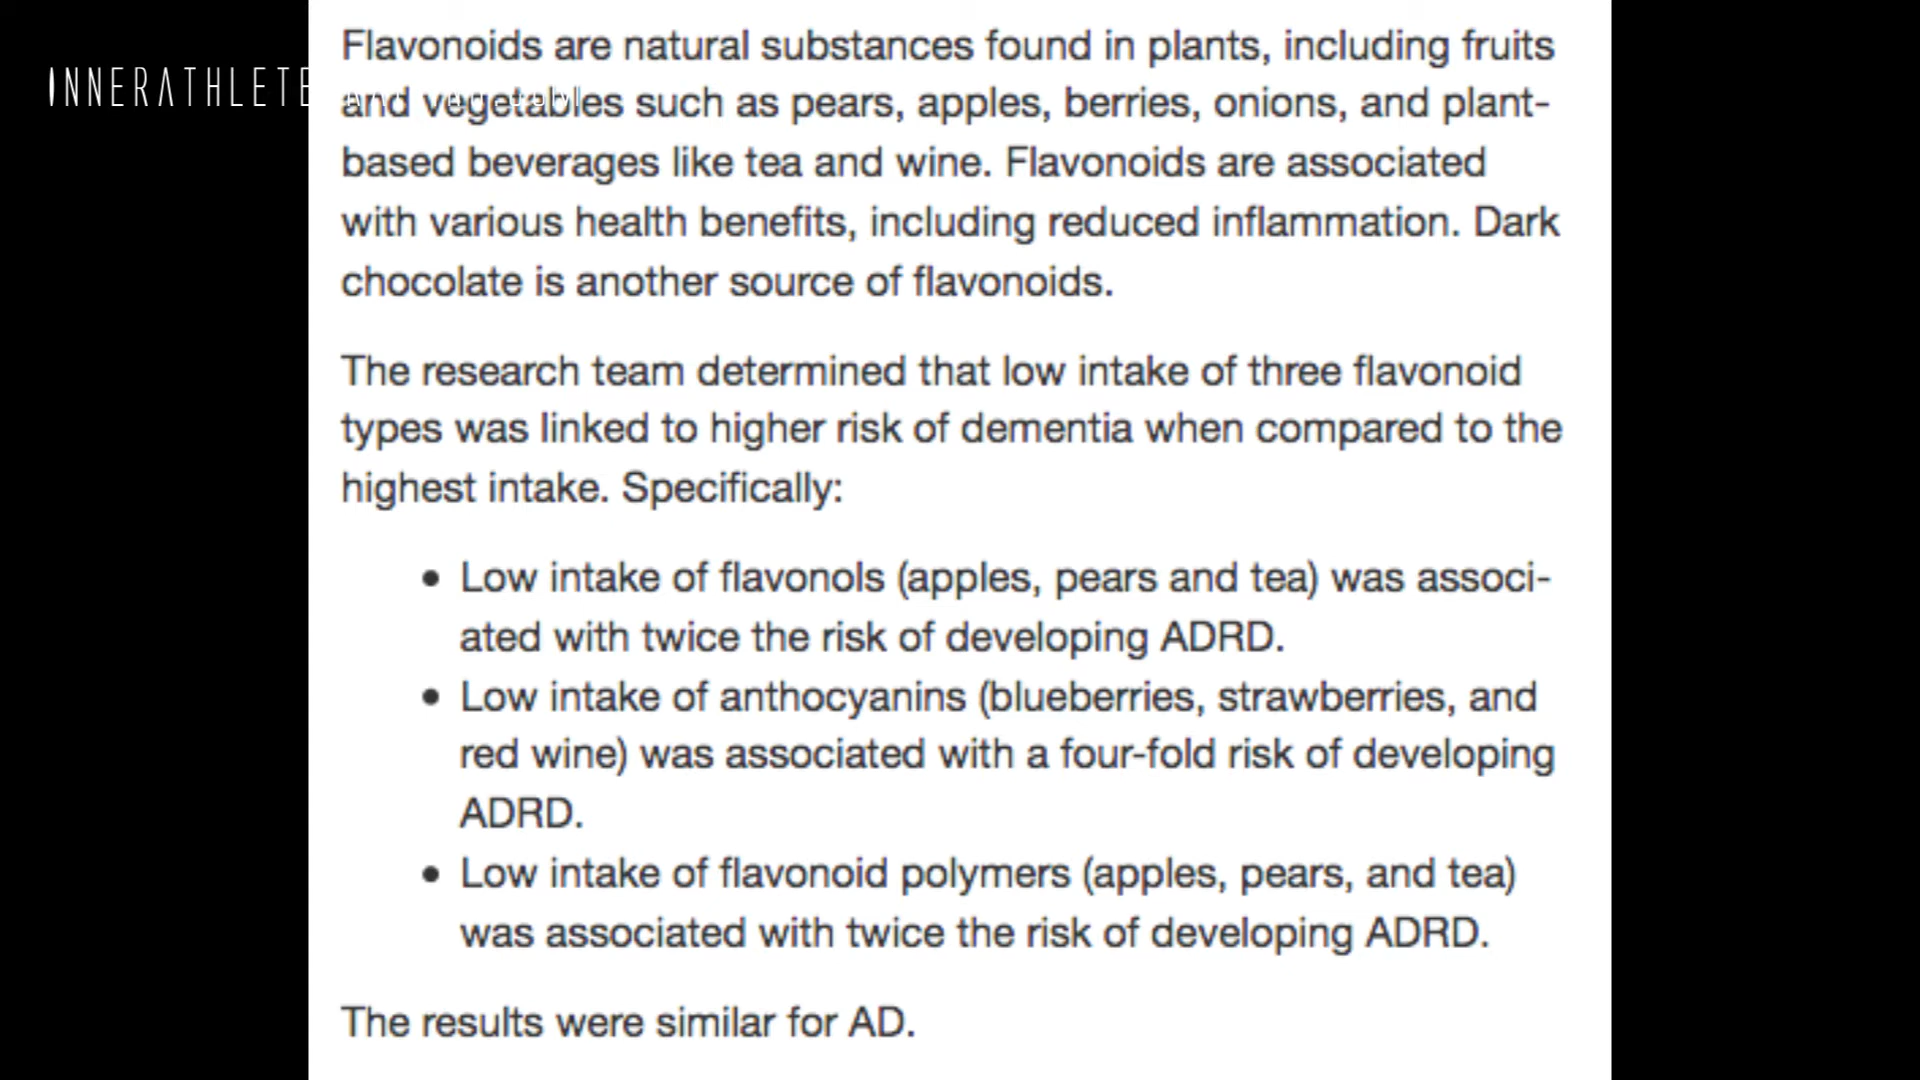 Flavonoids are natural substances found in plants, including fruits
INNERATHLETE
and vegetables such as pears, apples, berries, onions, and plant-
based beverages like tea and wine. Flavonoids are associated
with various health benefits, including reduced inflammation. Dark
chocolate is another source of flavonoids.
The research team determined that low intake of three flavonoid
types was linked to higher risk of dementia when compared to the
highest intake. Specifically:
• Low intake of flavonols (apples, pears and tea) was associ-
ated with twice the risk of developing ADRD.
• Low intake of anthocyanins (blueberries, strawberries, and
red wine) was associated with a four-fold risk of developing
ADRD.
• Low intake of flavonoid polymers (apples, pears, and tea)
was associated with twice the risk of developing ADRD.
The results were similar for AD.